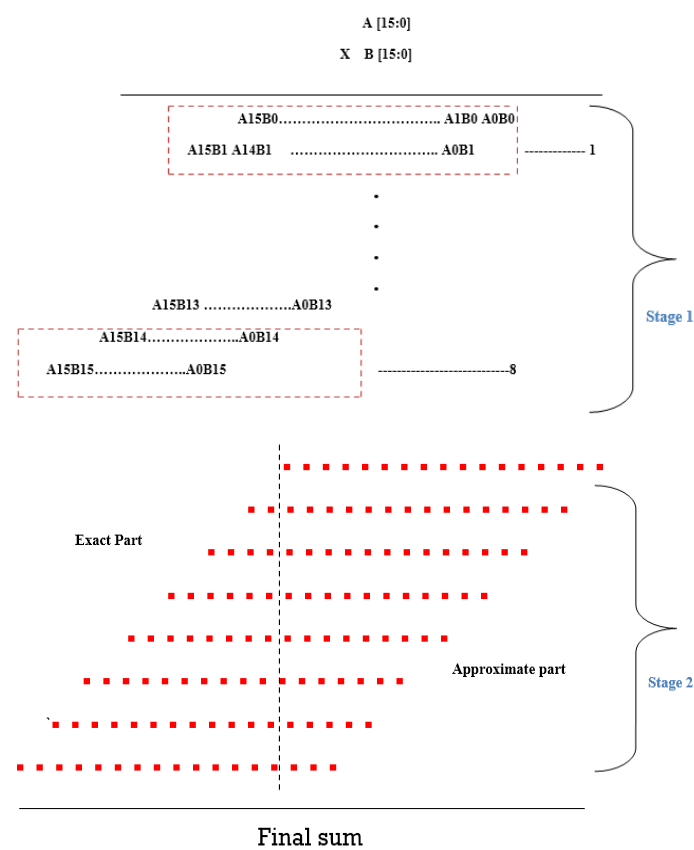 A [15:0]
X B [15:0]
A15B0……………………………….. A1B0 A0B0
A15B1 A14B1 …………………………….. A0B1 ------------- 1
A15B13 ………………..A0B13
Stage 1
A15B14………………..A0B14
A15B15………………...A0B15 ----------------------------8
Exact Part
Approximate part
Stage 2
Final sum